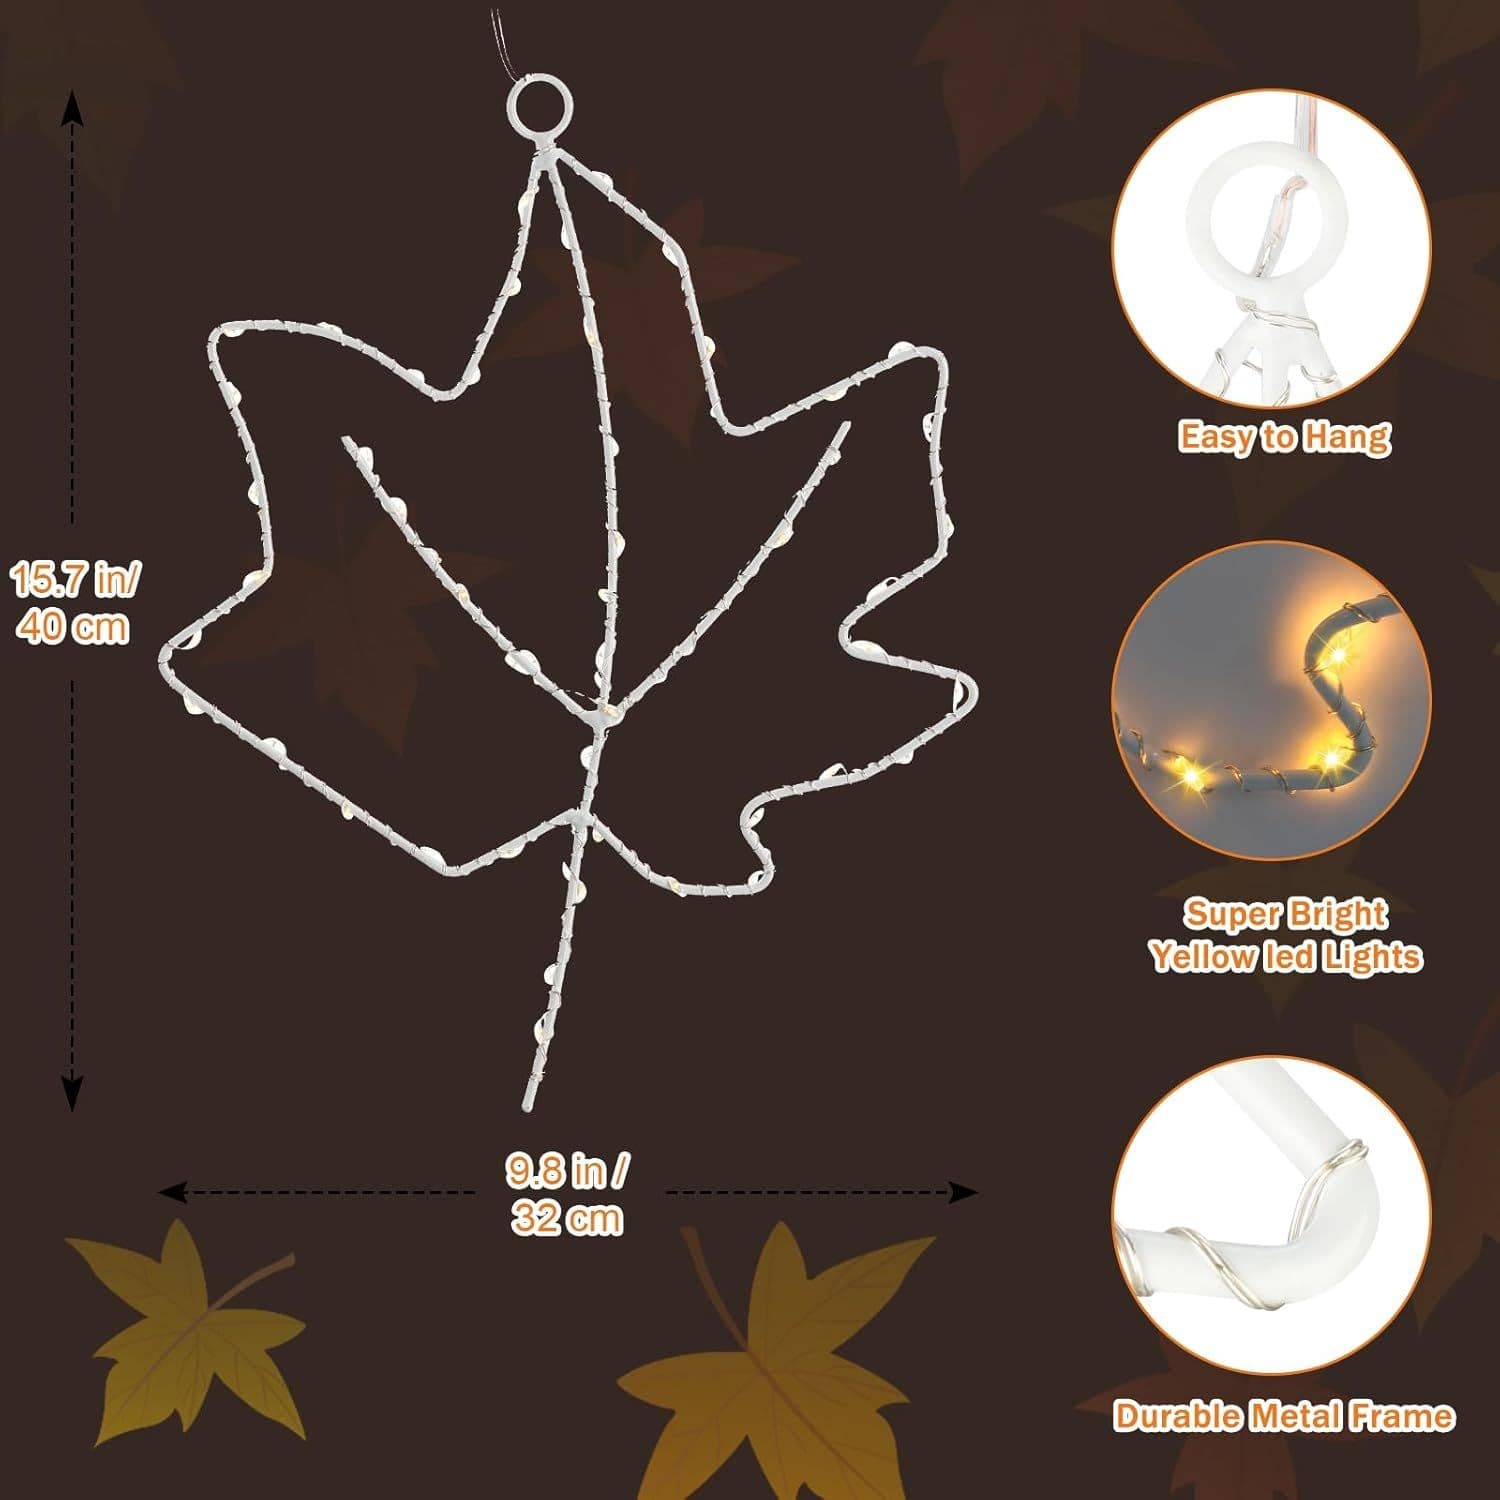 Easy to Hang
15.7 in/
40 cm
Super Bright
Yellow led Lights
9.8 in /
32 cm
Durable Metal Frame